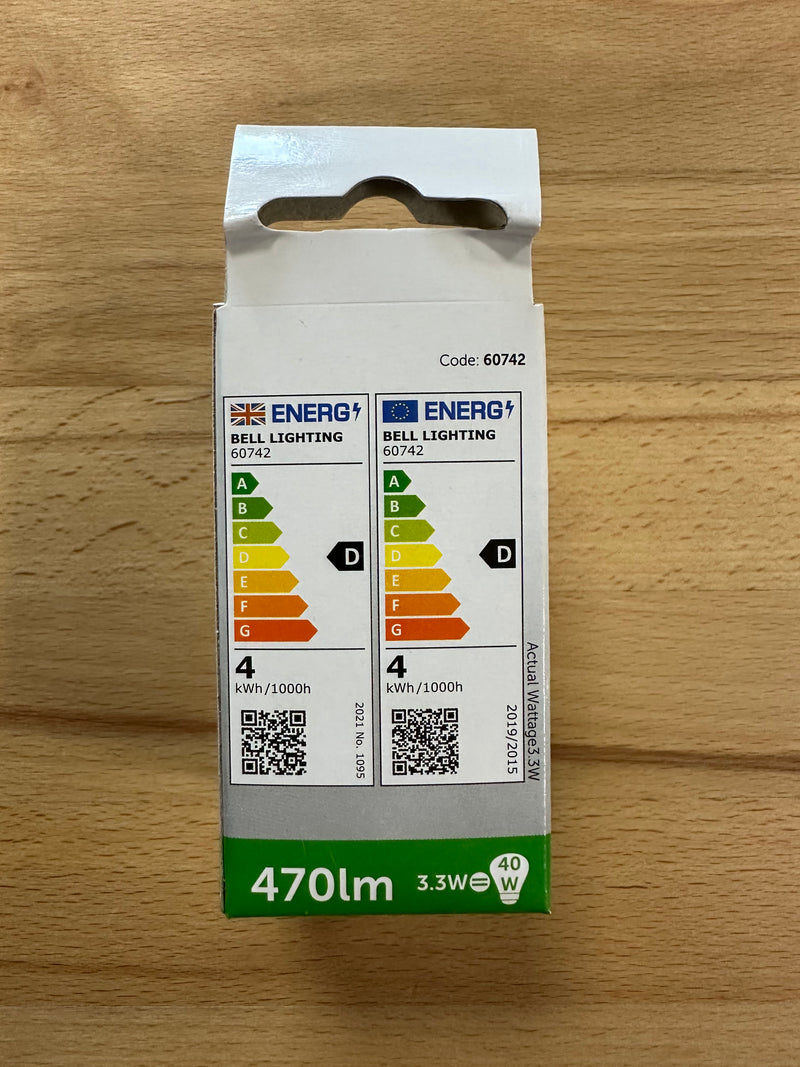 Code: 60742
ENERG
BELL LIGHTING
60742
A
B
C
D
E
F
G
D
4
kWh/1000h
2021 No. 1095
ENERG
BELL LIGHTING
60742
A
B
C
D
E
F
G
D
4
kWh/1000h
2019/2015
Actual Wattage3.3W
470lm
3.3W=
40
W